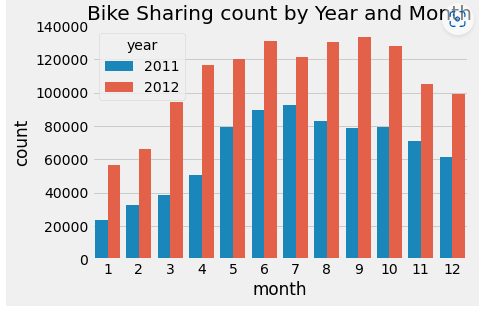 Bike Sharing count by Year and Month
140000
120000
100000
80000
60000
40000
20000
0
count
year
2011
2012
1 2 3 4 5 6 7 8 9 10 11 12
month